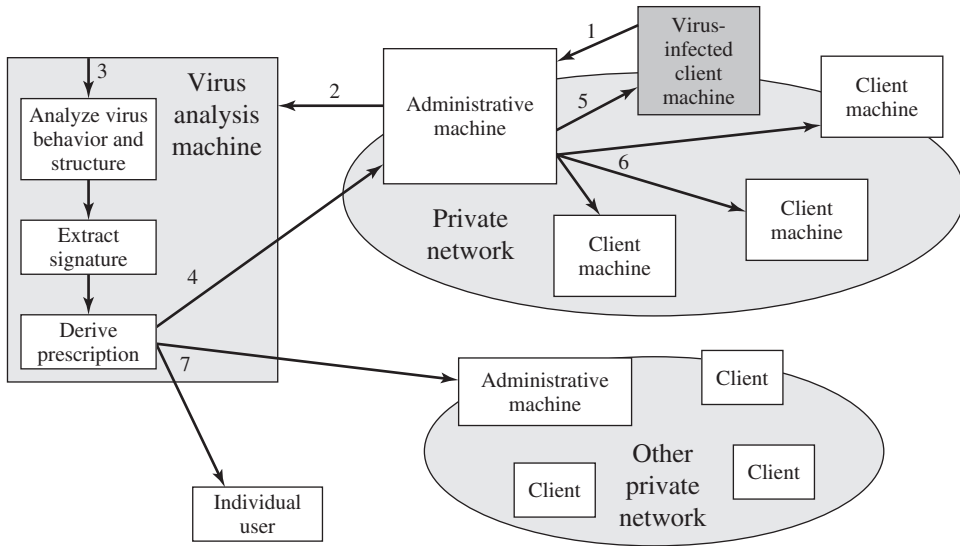 1
Virus-
infected
client
machine
3
Virus
analysis
machine
2
Administrative
machine
5
Client
machine
Analyze virus
behavior and
structure
6
Client
machine
Private
network
Client
machine
Extract
signature
4
Derive
prescription
7
Administrative
machine
Client
Other
private
network
Client
Client
Individual
user